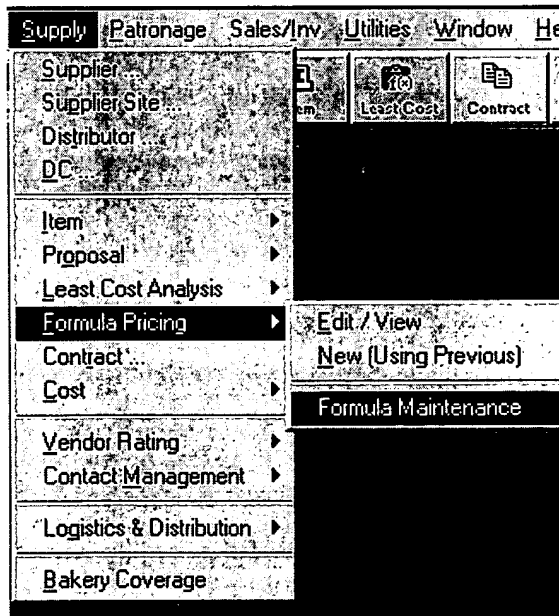 Supply Patronage Sales/Inv. Utilities Window He
Supplier ...
Supplier Site ...
Distributor ...
DC ...
em Least Cost Contract
Item
Proposal
Least Cost Analysis
Formula Pricing
Edit / View
Contract ...
New (Using Previous)
Cost
Formula Maintenance
Vendor Rating
Contact Management
Logistics & Distribution
Bakery Coverage